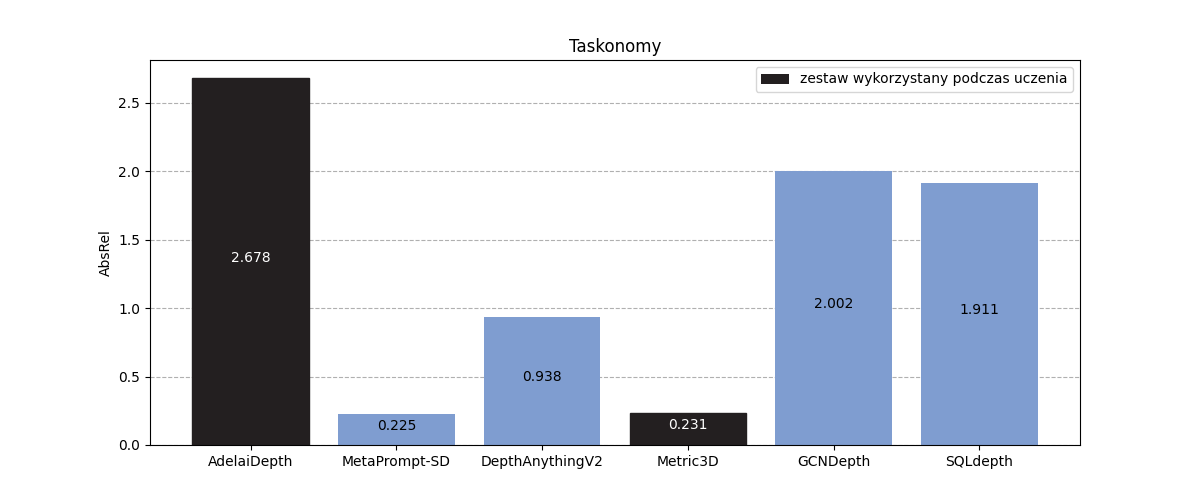 Taskonomy
zestaw wykorzystany podczas uczenia
AbsRel
2.5
2.0
1.5
1.0
0.5
0.0
2.678
0.225
0.938
0.231
2.002
1.911
AdelaiDepth
MetaPrompt-SD
DepthAnythingV2
Metric3D
GCNDepth
SQLdepth